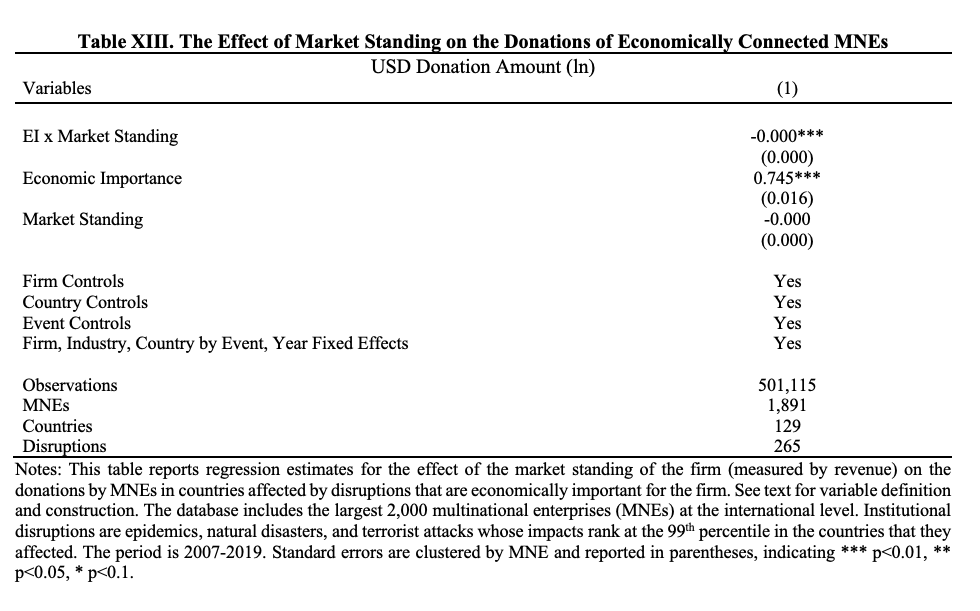 Table XIII. The Effect of Market Standing on the Donations of Economically Connected MNEs
USD Donation Amount (ln)
Variables (1)
EI x Market Standing -0.000***
(0.000)
Economic Importance 0.745***
(0.016)
Market Standing -0.000
(0.000)
Firm Controls Yes
Country Controls Yes
Event Controls Yes
Firm, Industry, Country by Event, Year Fixed Effects Yes
Observations 501,115
MNEs 1,891
Countries 129
Disruptions 265
Notes: This table reports regression estimates for the effect of the market standing of the firm (measured by revenue) on the
donations by MNEs in countries affected by disruptions that are economically important for the firm. See text for variable definition
and construction. The database includes the largest 2,000 multinational enterprises (MNEs) at the international level. Institutional
disruptions are epidemics, natural disasters, and terrorist attacks whose impacts rank at the 99th percentile in the countries that they
affected. The period is 2007-2019. Standard errors are clustered by MNE and reported in parentheses, indicating *** p<0.01, **
p<0.05, * p<0.1.